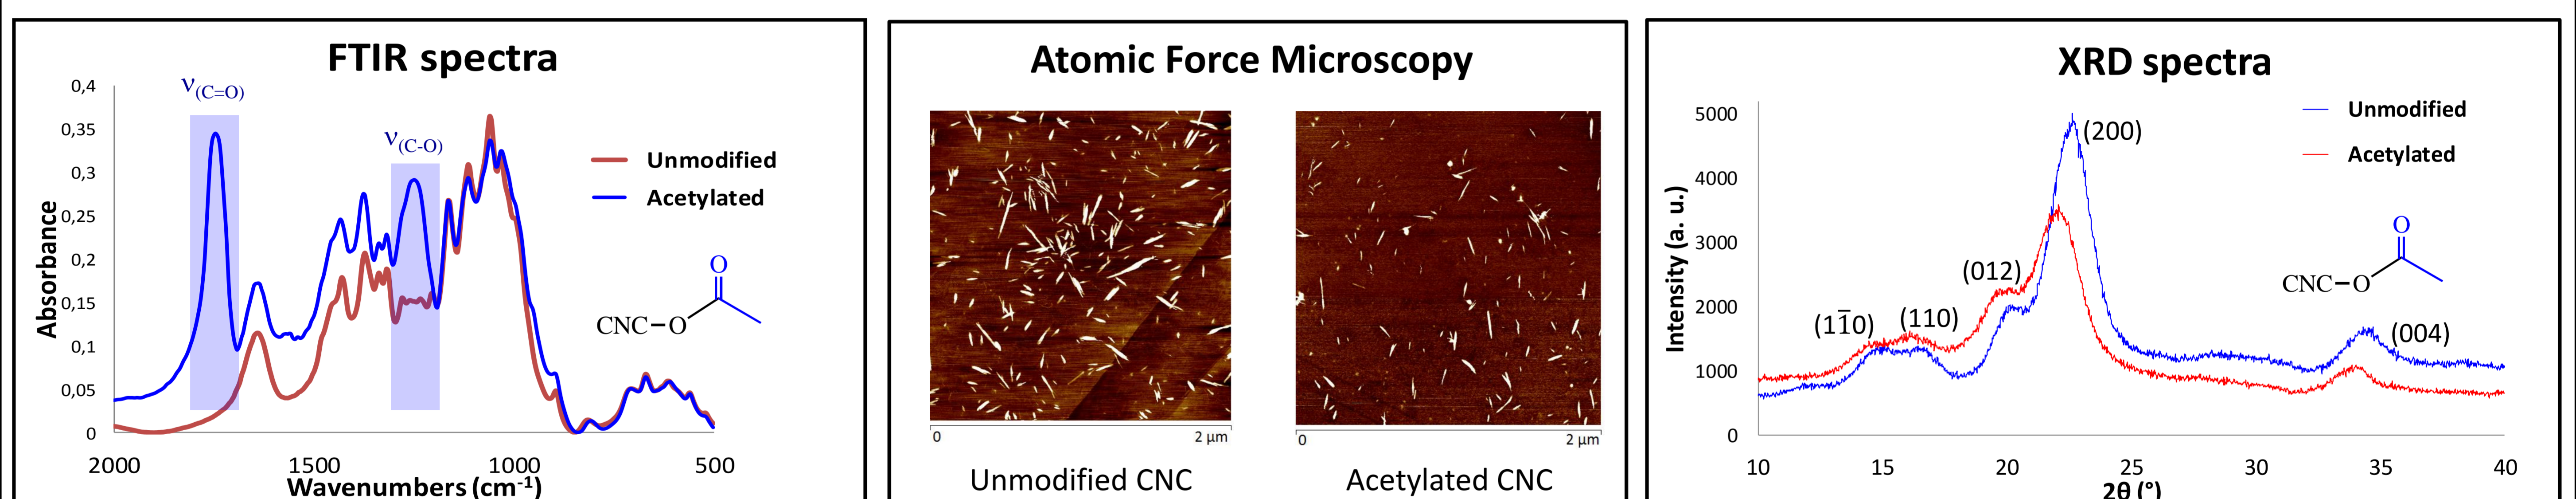 FTIR spectra
ν(C=O)
ν(C-O)
0,4
0,35
0,3
0,25
0,2
0,15
0,1
0,05
0
Absorbance
Unmodified
Acetylated
O
CNC–O
2000 1500 1000 500
Wavenumbers (cm-1)
Atomic Force Microscopy
0 2 µm
0 2 µm
Unmodified CNC
Acetylated CNC
XRD spectra
5000
4000
3000
2000
1000
0
Intensity (a. u.)
Unmodified
Acetylated
(200)
(012)
(11̅0)
(110)
(004)
O
CNC–O
10 15 20 25 30 35 40
2θ (°)